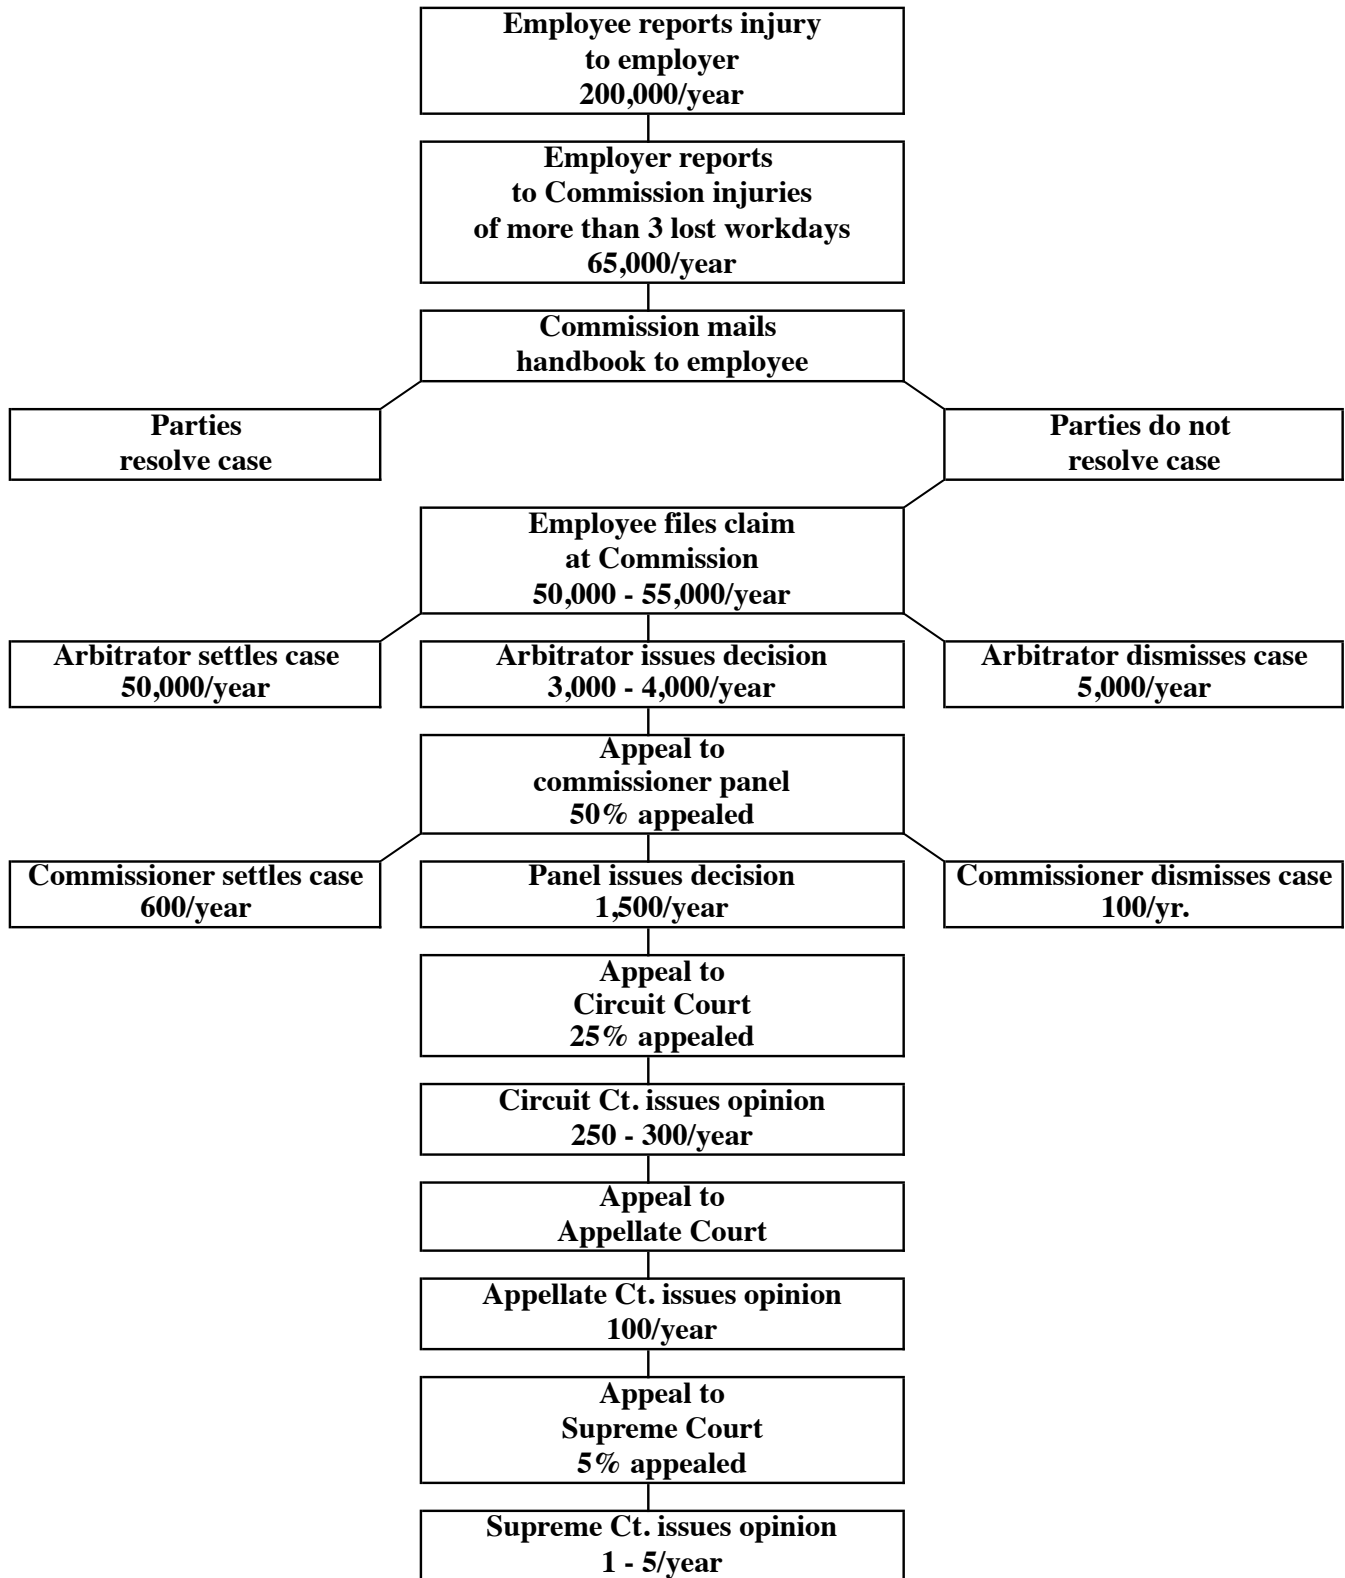 Employee reports injury
to employer
200,000/year
Employer reports
to Commission injuries
of more than 3 lost workdays
65,000/year
Commission mails
handbook to employee
Parties
resolve case
Parties do not
resolve case
Employee files claim
at Commission
50,000 - 55,000/year
Arbitrator settles case
50,000/year
Arbitrator issues decision
3,000 - 4,000/year
Arbitrator dismisses case
5,000/year
Appeal to
commissioner panel
50% appealed
Commissioner settles case
600/year
Panel issues decision
1,500/year
Commissioner dismisses case
100/yr.
Appeal to
Circuit Court
25% appealed
Circuit Ct. issues opinion
250 - 300/year
Appeal to
Appellate Court
Appellate Ct. issues opinion
100/year
Appeal to
Supreme Court
5% appealed
Supreme Ct. issues opinion
1 - 5/year